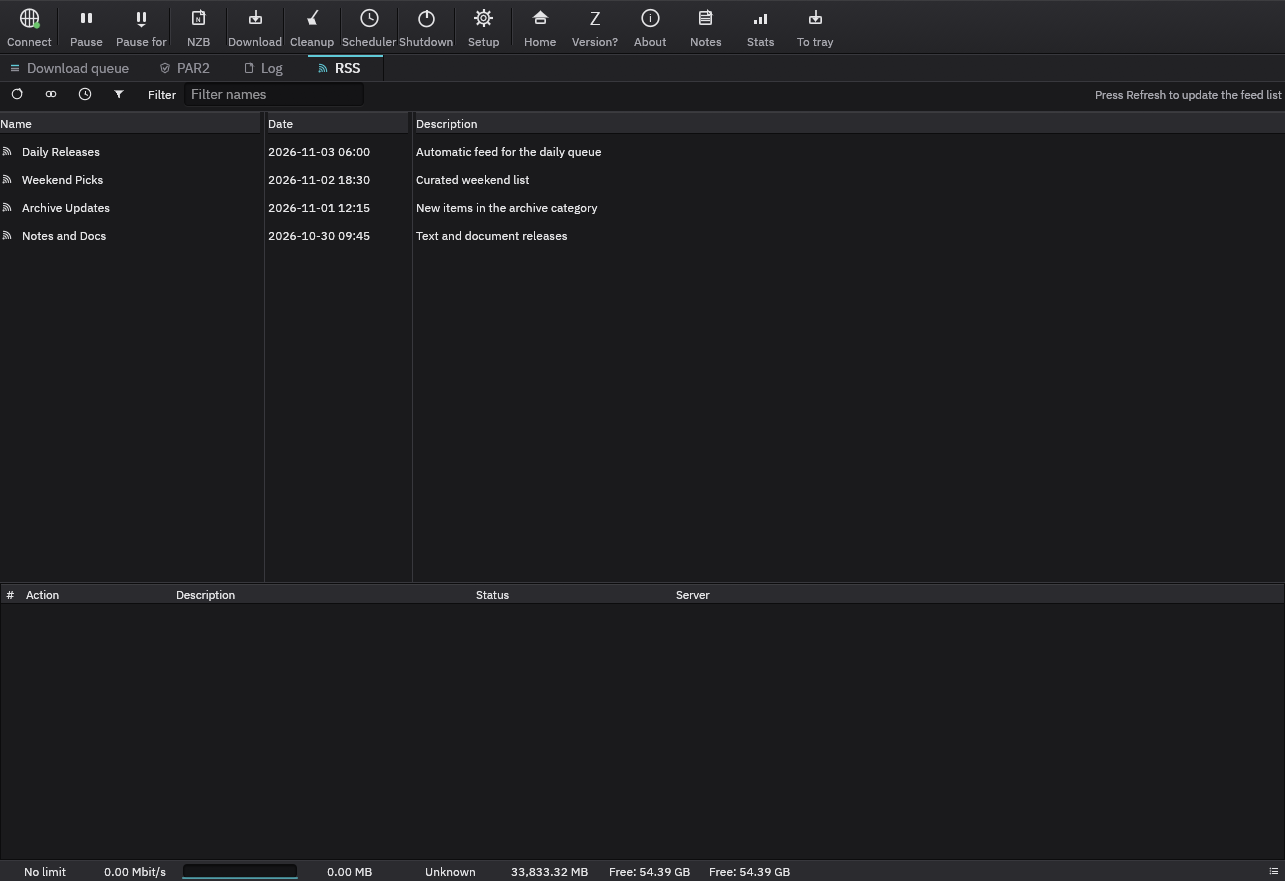 Connect Pause Pause for NZB Download Cleanup Scheduler Shutdown Setup Home Version? About Notes Stats To tray
Download queue PAR2 Log RSS
Filter Filter names Press Refresh to update the feed list
Name Date Description
Daily Releases 2026-11-03 06:00 Automatic feed for the daily queue
Weekend Picks 2026-11-02 18:30 Curated weekend list
Archive Updates 2026-11-01 12:15 New items in the archive category
Notes and Docs 2026-10-30 09:45 Text and document releases
# Action Description Status Server
No limit 0.00 Mbit/s 0.00 MB Unknown 33,833.32 MB Free: 54.39 GB Free: 54.39 GB